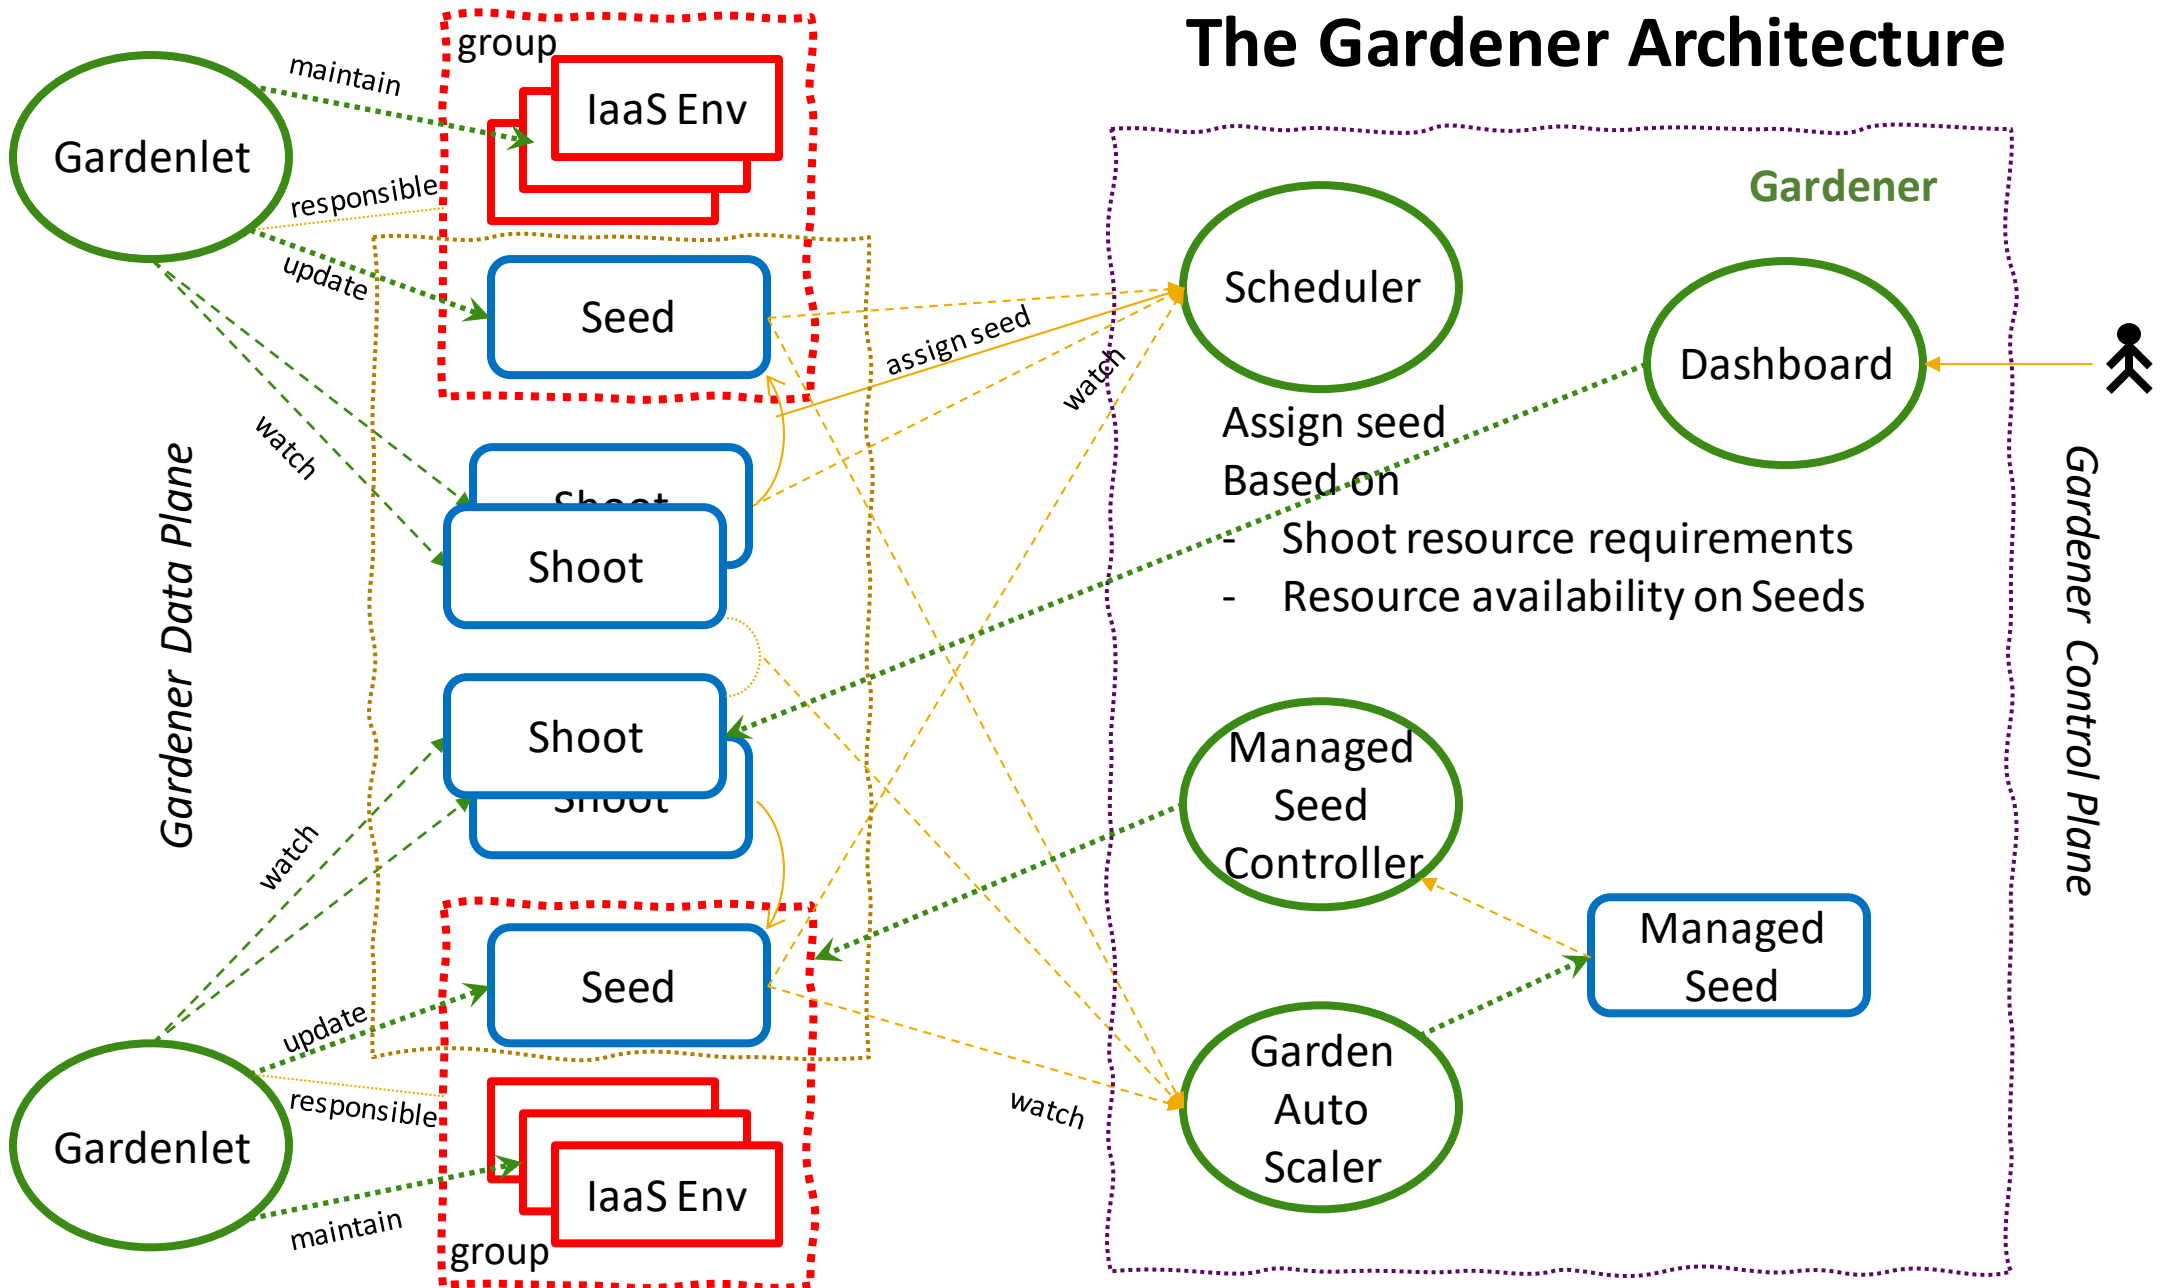 The Gardener Architecture
group
IaaS Env
maintain
Gardenlet
responsible
update
Seed
watch
Shoot
Shoot
Gardener Data Plane
Shoot
Shoot
watch
Seed
update
responsible
Gardenlet
maintain
IaaS Env
group
assign seed
watch
watch
Gardener
Scheduler
Dashboard
Assign seed
Based on
- Shoot resource requirements
- Resource availability on Seeds
Managed
Seed
Controller
Managed
Seed
Garden
Auto
Scaler
Gardener Control Plane